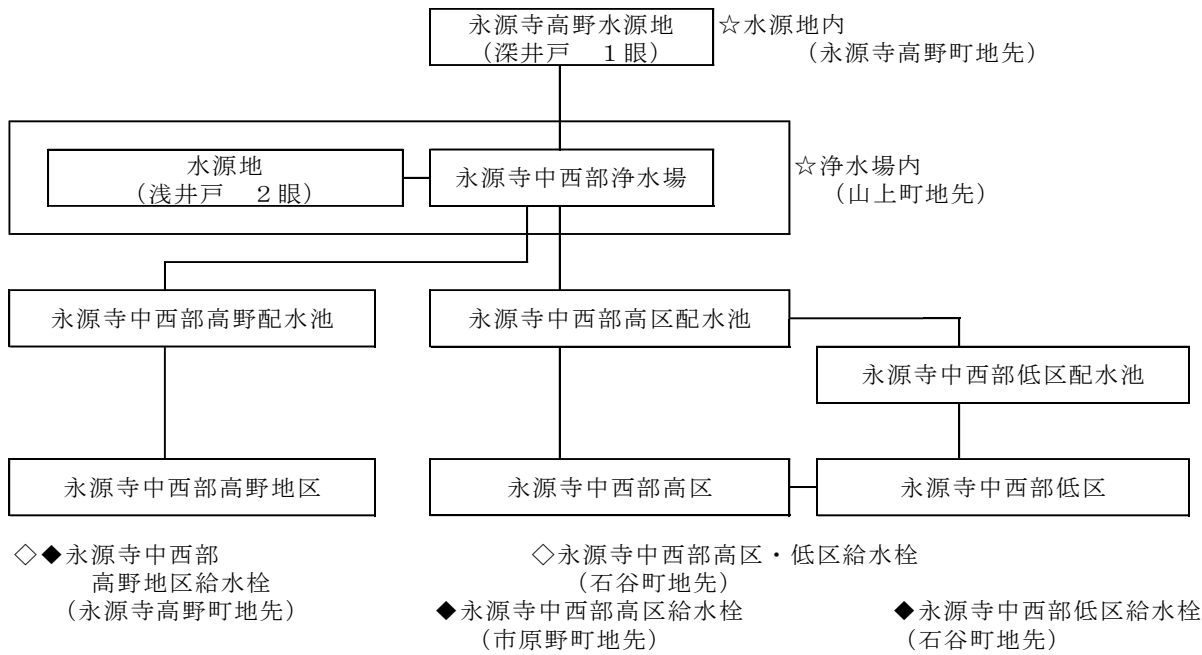 永源寺高野水源地
(深井戸　１眼)
☆水源地内
(永源寺高野町地先)
水源地
(浅井戸　２眼)
永源寺中西部浄水場
☆浄水場内
(山上町地先)
永源寺中西部高野配水池
永源寺中西部高区配水池
永源寺中西部低区配水池
永源寺中西部高野地区
永源寺中西部高区
永源寺中西部低区
◇◆永源寺中西部
高野地区給水栓
(永源寺高野町地先)
◇永源寺中西部高区・低区給水栓
(石谷町地先)
◆永源寺中西部高区給水栓
(市原野町地先)
◆永源寺中西部低区給水栓
(石谷町地先)